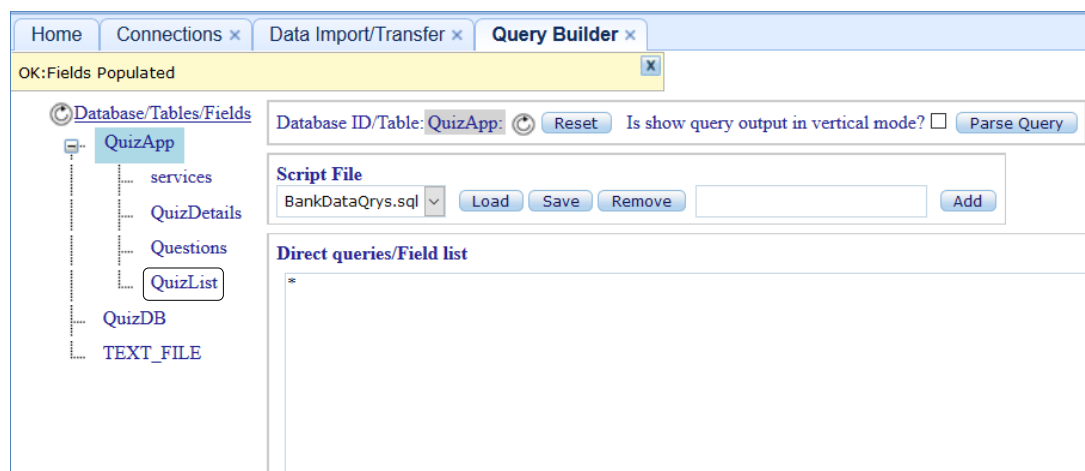 Home Connections × Data Import/Transfer × Query Builder ×
OK:Fields Populated X
Database/Tables/Fields
QuizApp
services
QuizDetails
Questions
QuizList
QuizDB
TEXT_FILE
Database ID/Table: QuizApp: Reset Is show query output in vertical mode? Parse Query
Script File
BankDataQrys.sql Load Save Remove Add
Direct queries/Field list
*